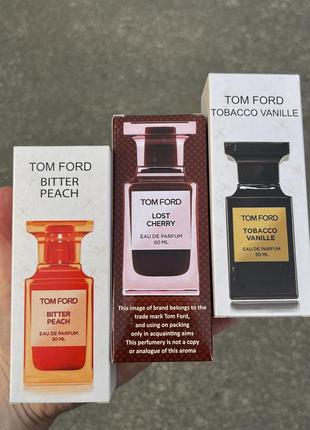 TOM FORD
BITTER
PEACH
TOM FORD
BITTER
PEACH
EAU DE PARFUM
50 ML
TOM FORD
LOST
CHERRY
EAU DE PARFUM
60 ML
This image of brand belongs to the
trade mark Tom Ford,
and using on packing
only in acquainting aims
This perfumery is not a copy
or analogue of this aroma
TOM FORD
TOBACCO VANILLE
TOM FORD
TOBACCO
VANILLE
EAU DE PARFUM
50 ML